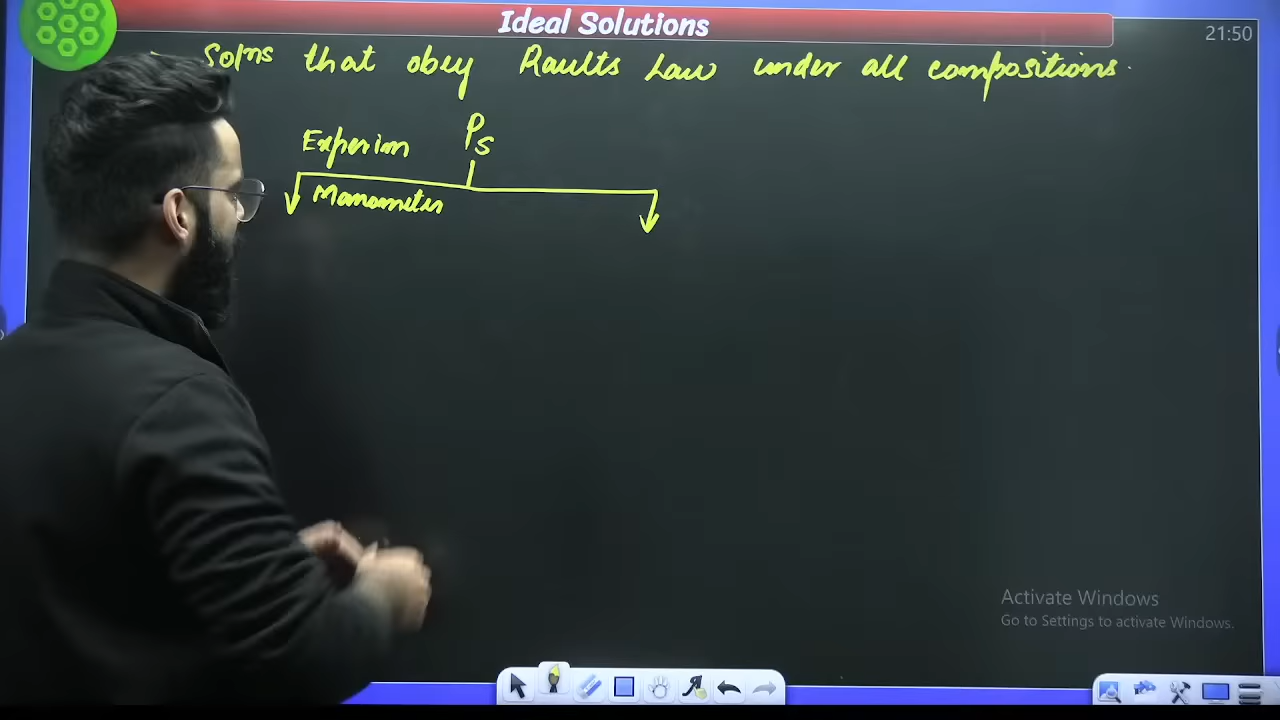 Ideal Solutions
21:50
Solns that obey Raults Law under all compositions.
Experim Ps
Manometer
Activate Windows
Go to Settings to activate Windows.